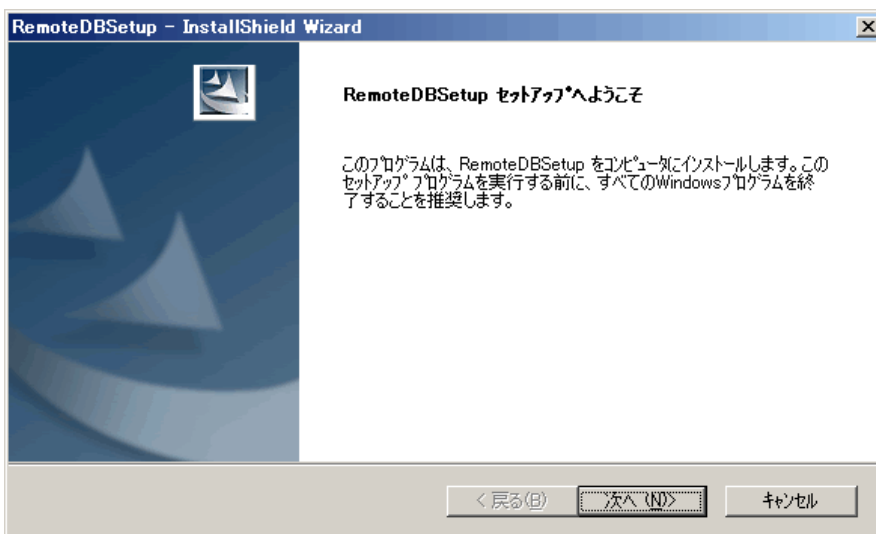 RemoteDBSetup - InstallShield Wizard
RemoteDBSetup ｾｯﾄｱｯﾌﾟへようこそ
このﾌﾟﾛｸﾞﾗﾑは、RemoteDBSetup をｺﾝﾋﾟｭｰﾀにｲﾝｽﾄｰﾙします。この
ｾｯﾄｱｯﾌﾟ ﾌﾟﾛｸﾞﾗﾑを実行する前に、すべてのWindowsﾌﾟﾛｸﾞﾗﾑを終
了することを推奨します。
< 戻る(B) 次へ (N)> ｷｬﾝｾﾙ